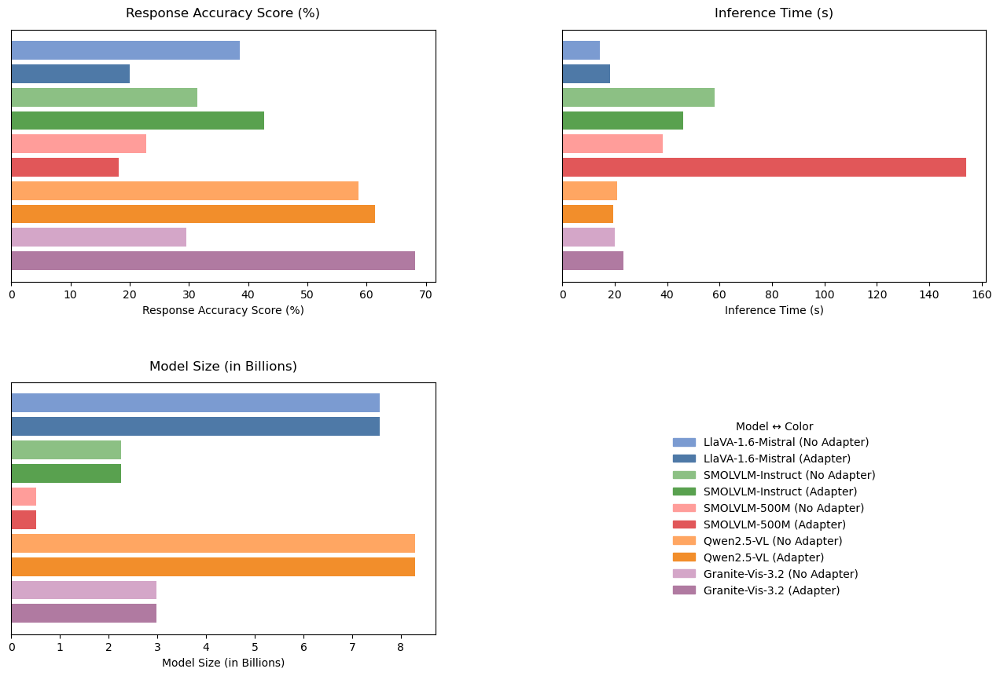 Response Accuracy Score (%)
0 10 20 30 40 50 60 70
Response Accuracy Score (%)
Inference Time (s)
0 20 40 60 80 100 120 140 160
Inference Time (s)
Model Size (in Billions)
0 1 2 3 4 5 6 7 8
Model Size (in Billions)
Model ↔ Color
LlaVA-1.6-Mistral (No Adapter)
LlaVA-1.6-Mistral (Adapter)
SMOLVLM-Instruct (No Adapter)
SMOLVLM-Instruct (Adapter)
SMOLVLM-500M (No Adapter)
SMOLVLM-500M (Adapter)
Qwen2.5-VL (No Adapter)
Qwen2.5-VL (Adapter)
Granite-Vis-3.2 (No Adapter)
Granite-Vis-3.2 (Adapter)